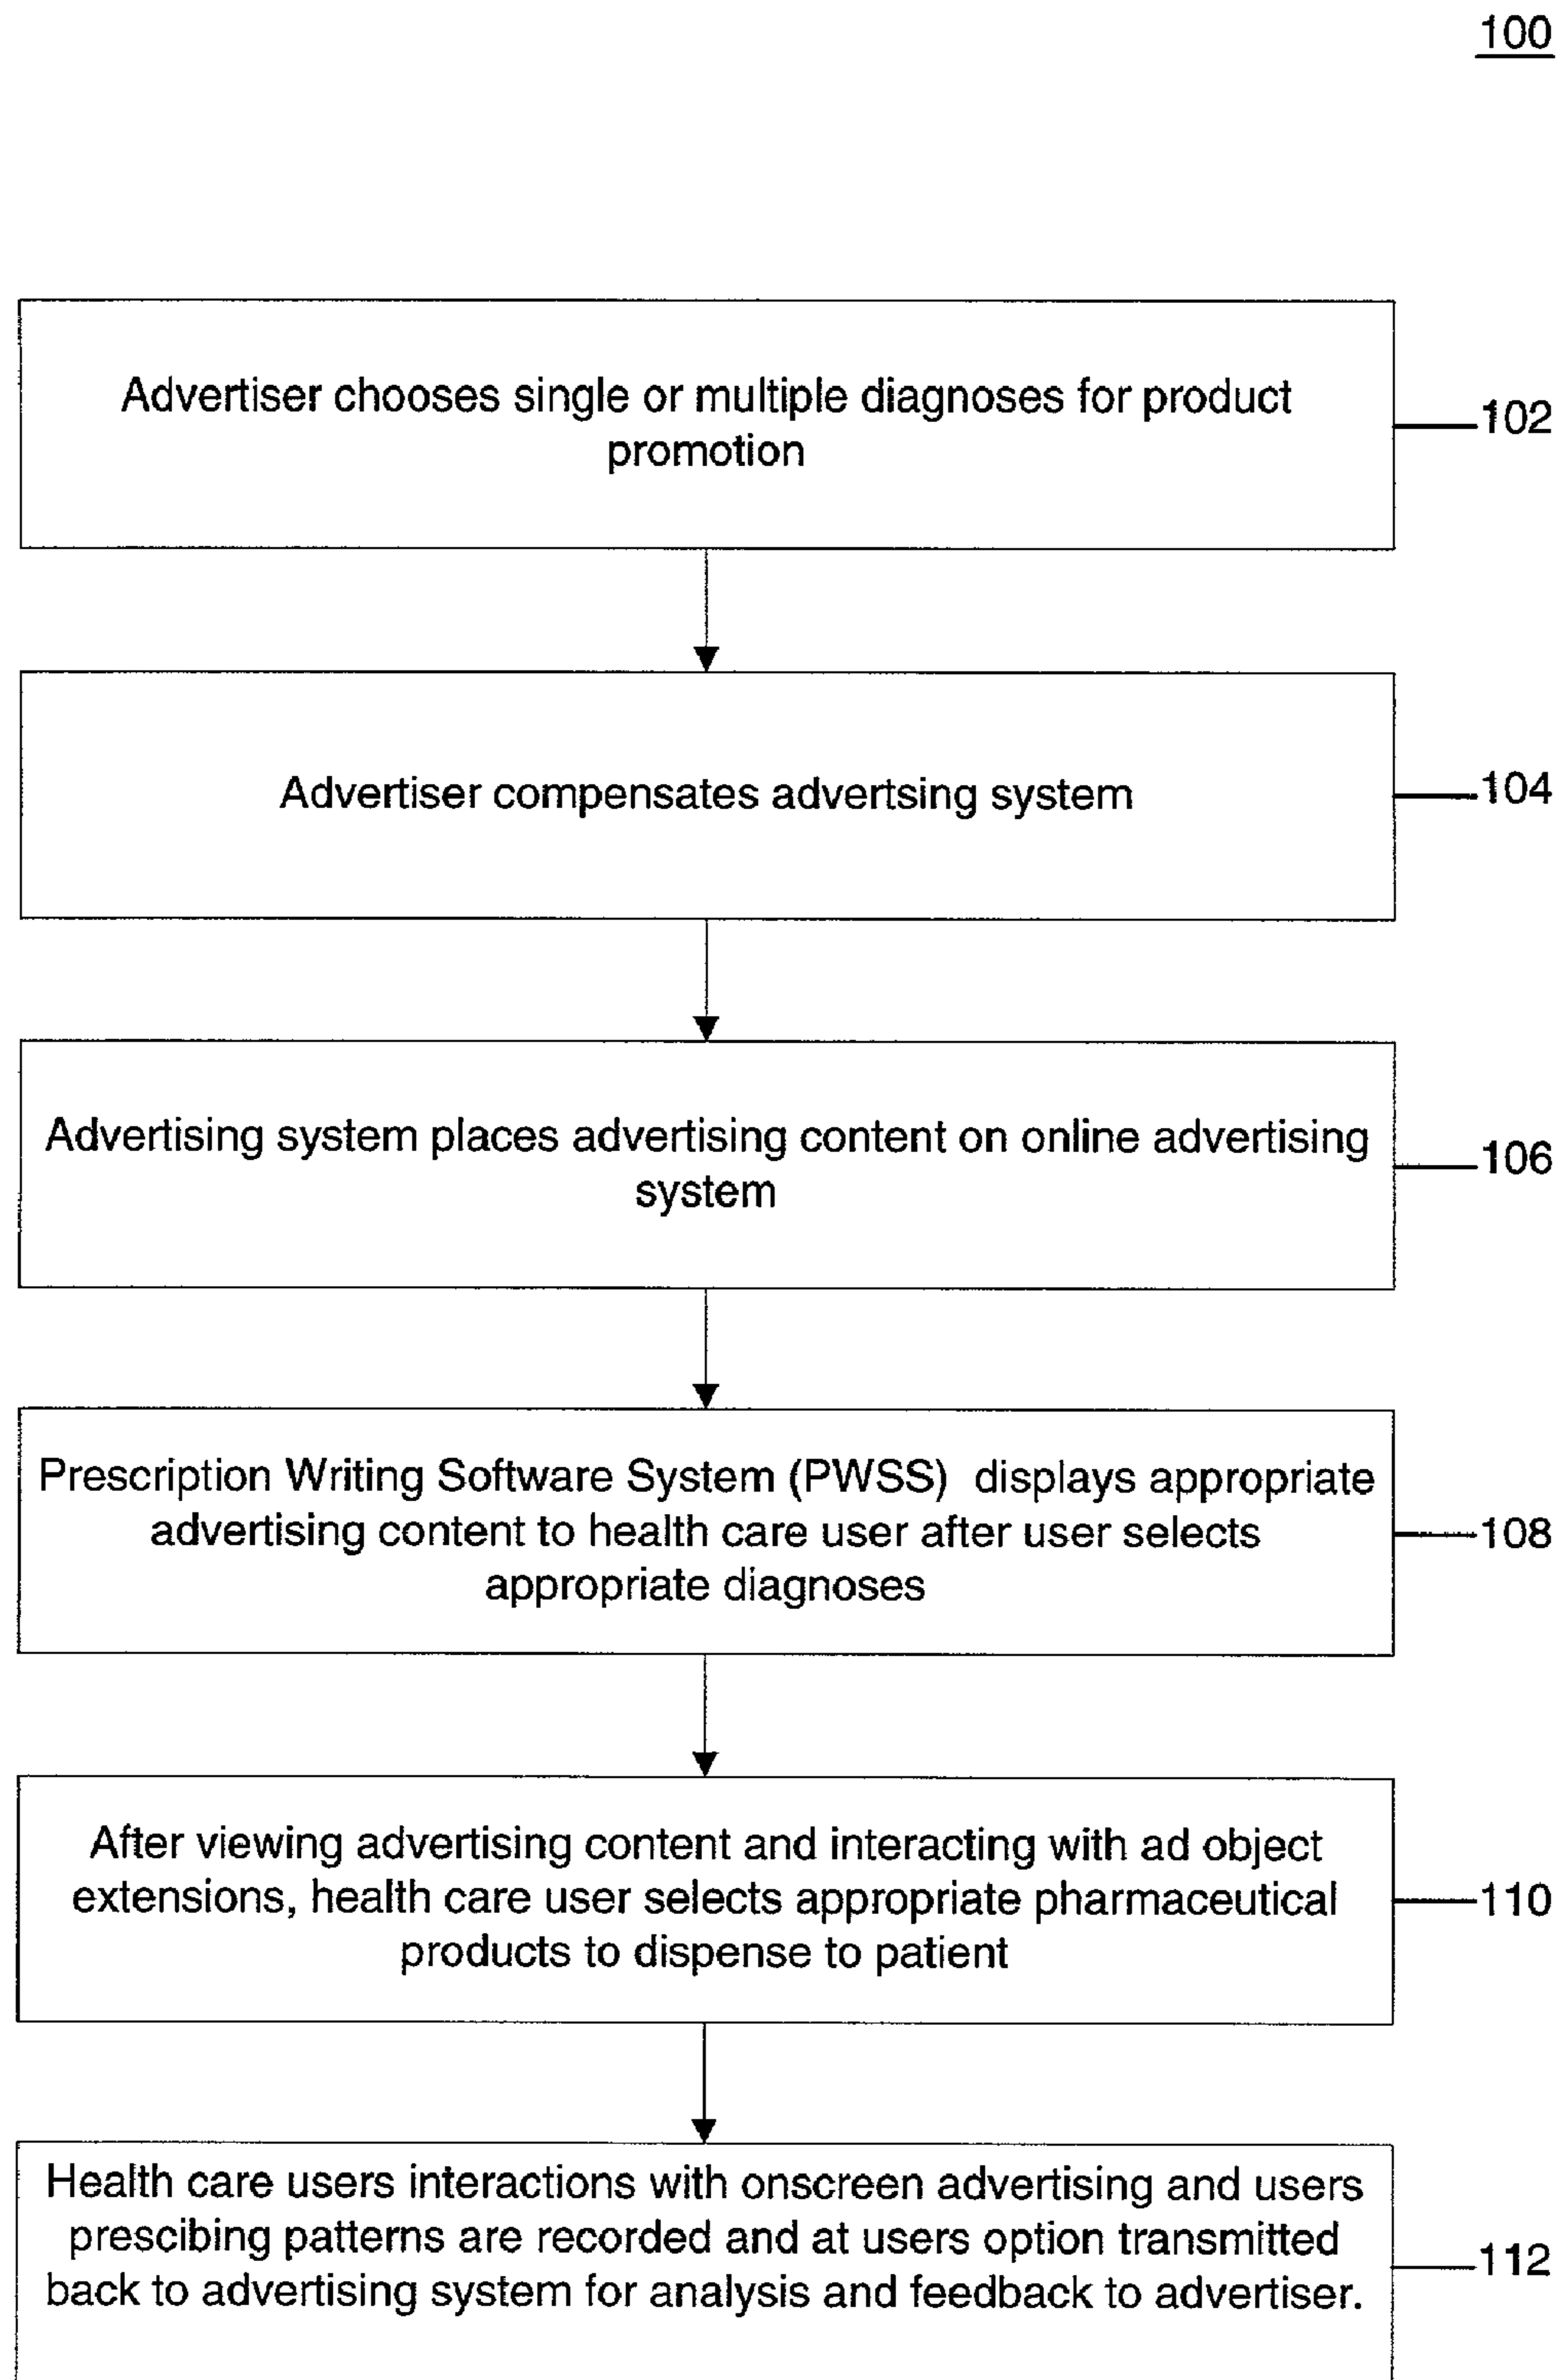 100
Advertiser chooses single or multiple diagnoses for product
promotion
102
Advertiser compensates advertsing system
104
Advertising system places advertising content on online advertising
system
106
Prescription Writing Software System (PWSS) displays appropriate
advertising content to health care user after user selects
appropriate diagnoses
108
After viewing advertising content and interacting with ad object
extensions, health care user selects appropriate pharmaceutical
products to dispense to patient
110
Health care users interactions with onscreen advertising and users
prescibing patterns are recorded and at users option transmitted
back to advertising system for analysis and feedback to advertiser.
112